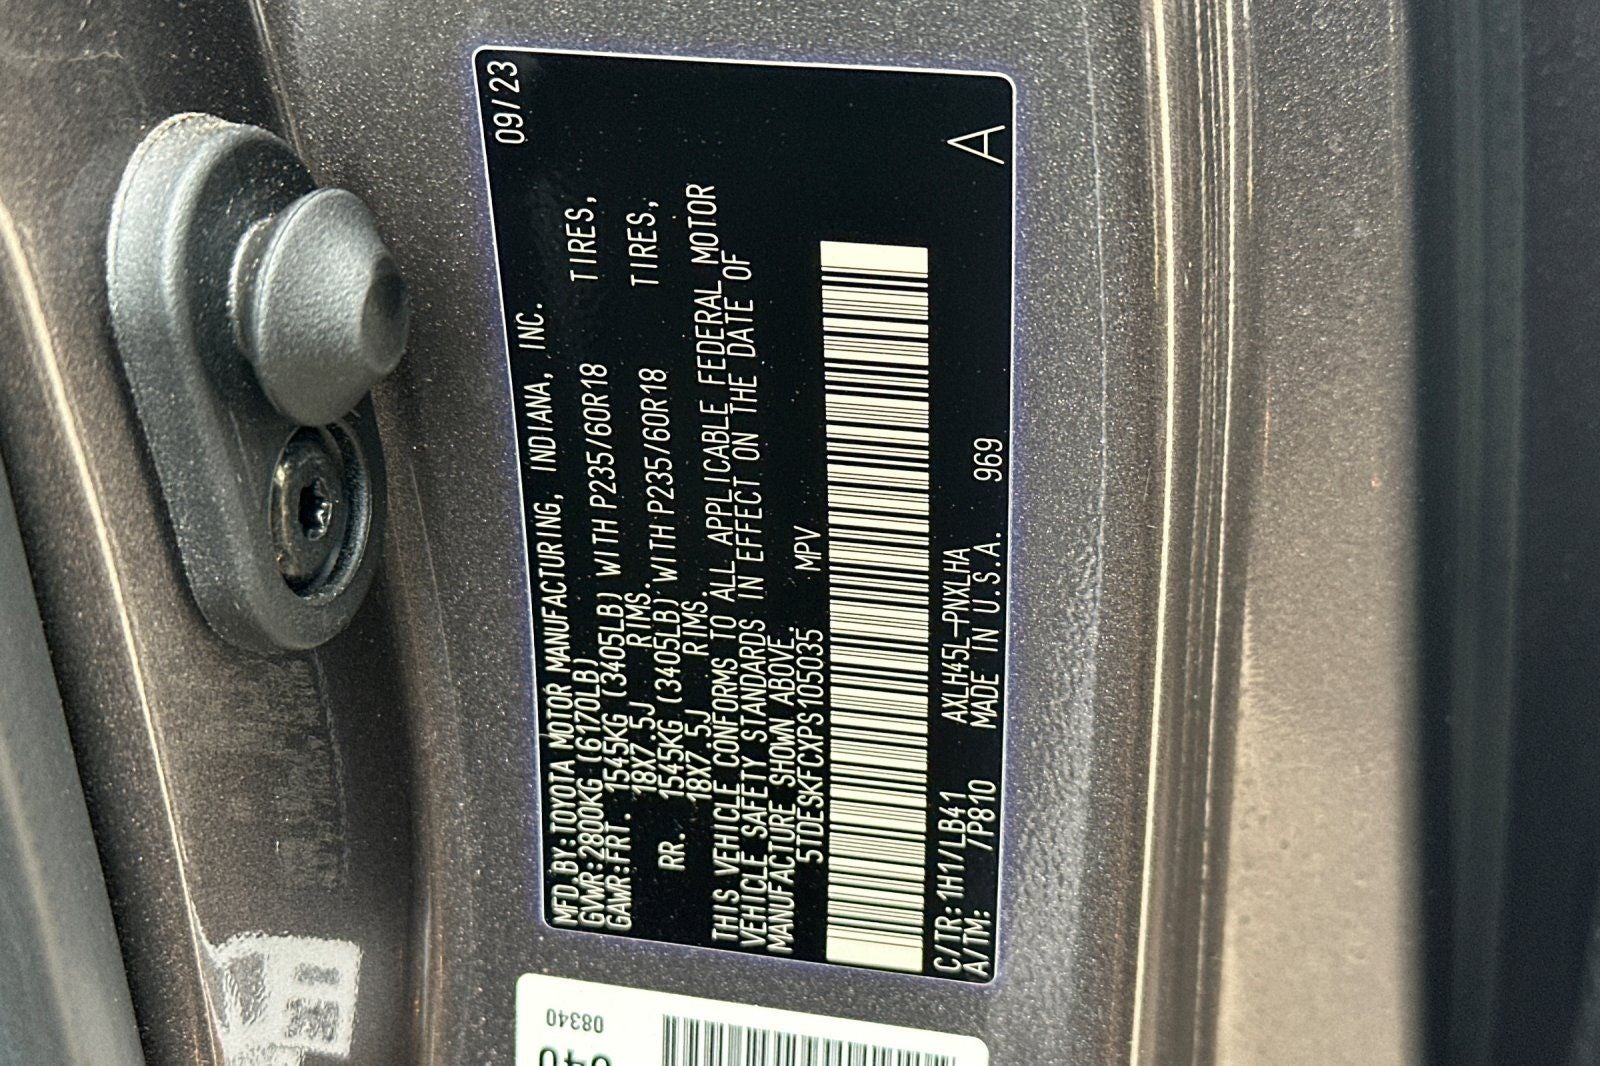 09/23
MFD.BY:TOYOTA MOTOR MANUFACTURING, INDIANA, INC.
GVWR:2800KG (6170LB)
GAWR:FRT. 1545KG (3405LB) WITH P235/60R18 TIRES,
18X7.5J RIMS.
RR. 1545KG (3405LB) WITH P235/60R18 TIRES.,
18X7.5J RIMS.
THIS VEHICLE CONFORMS TO ALL APPLICABLE FEDERAL MOTOR
VEHICLE SAFETY STANDARDS IN EFFECT ON THE DATE OF
MANUFACTURE SHOWN ABOVE.
5TDESKFCXPS105035 MPV
C/TR:1H1/LB41 AXLH45L-PNXLHA
A/TM: /P810 MADE IN U.S.A. 969
A
08340